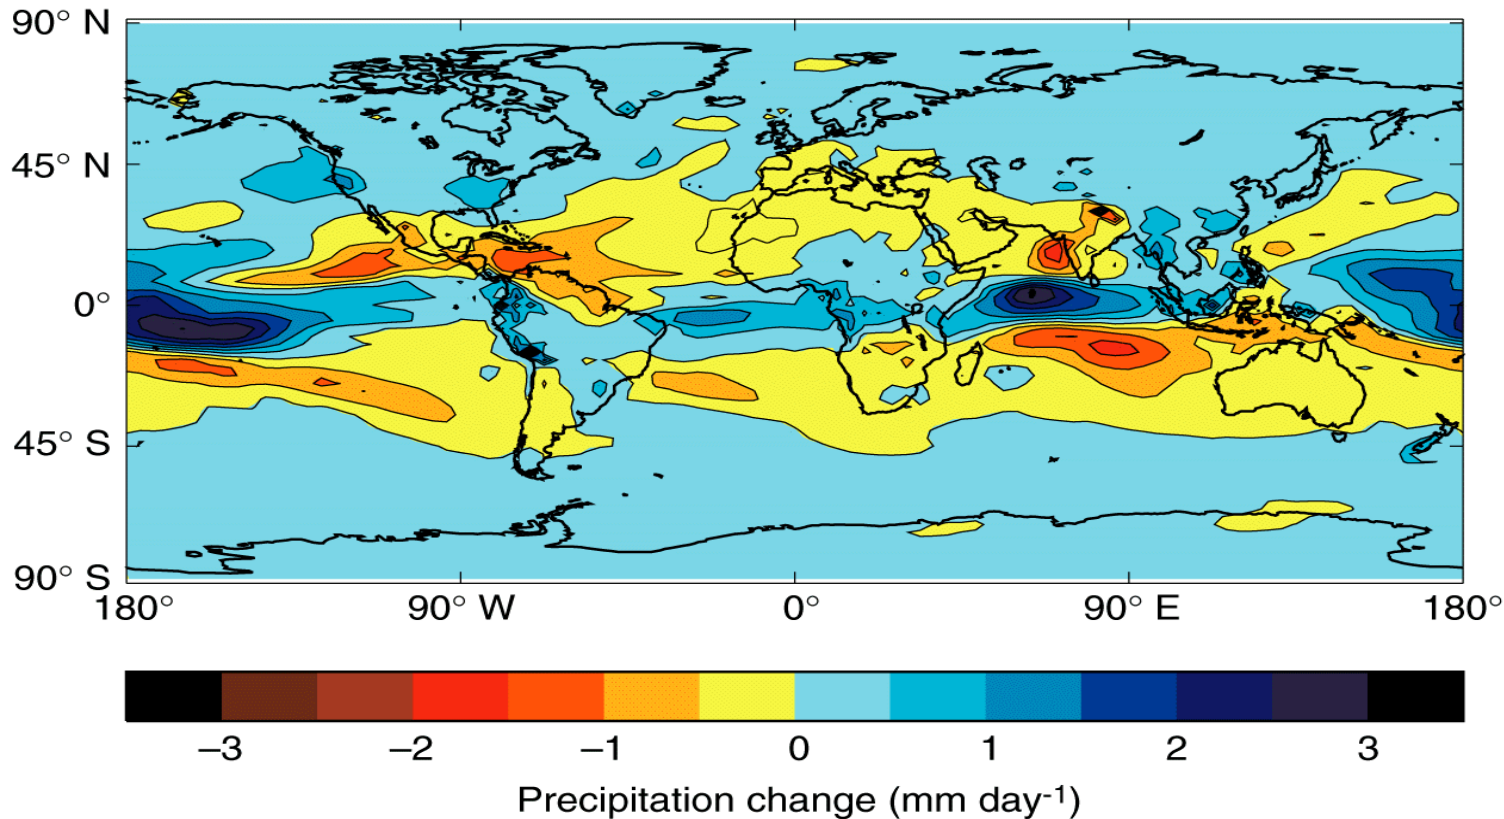 90° N
45° N
0°
45° S
90° S
180° 90° W 0° 90° E 180°
–3 –2 –1 0 1 2 3
Precipitation change (mm day-1)